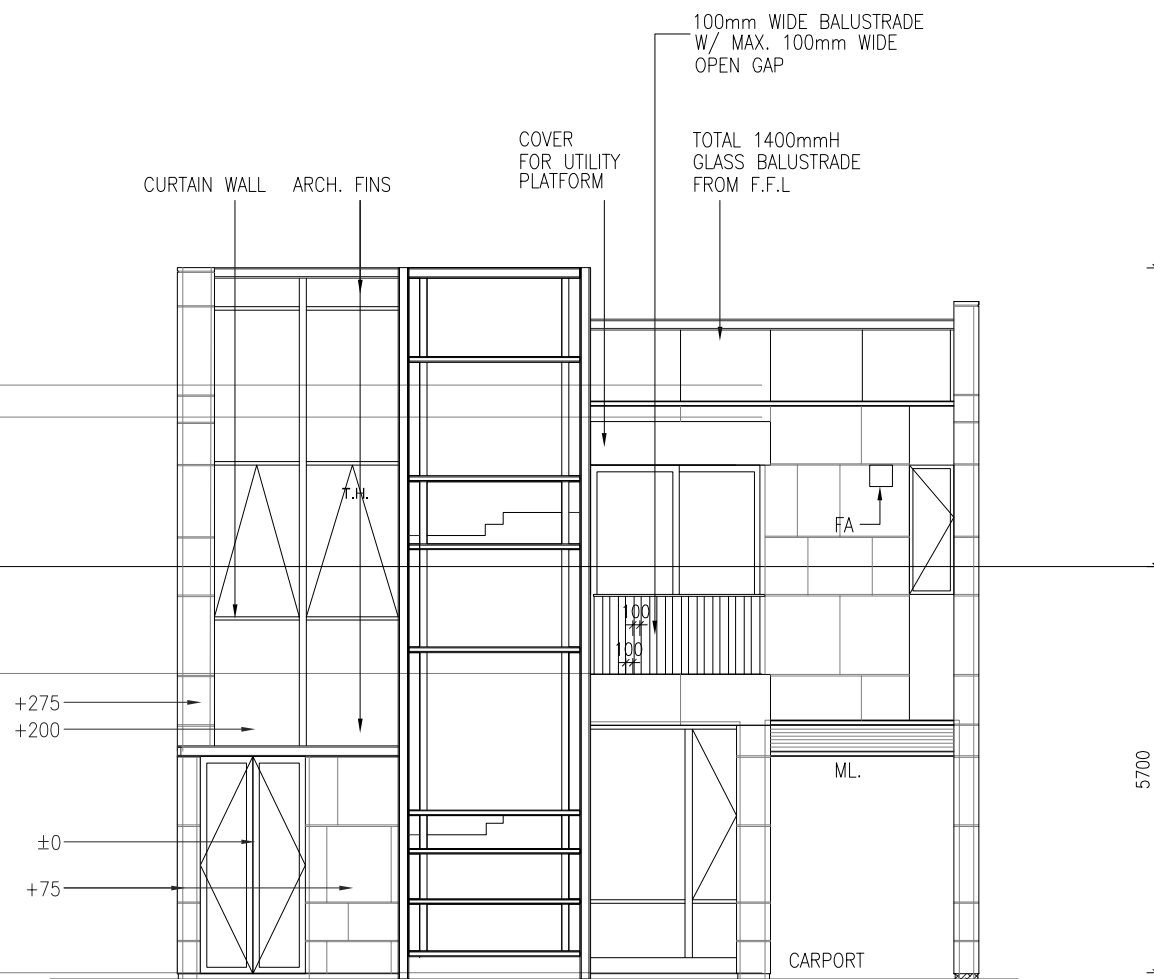 100mm WIDE BALUSTRADE
W/ MAX. 100mm WIDE
OPEN GAP
COVER
FOR UTILITY
PLATFORM
TOTAL 1400mmH
GLASS BALUSTRADE
FROM F.F.L
CURTAIN WALL
ARCH. FINS
T.H.
FA
100
100
+275
+200
ML.
5700
±0
+75
CARPORT